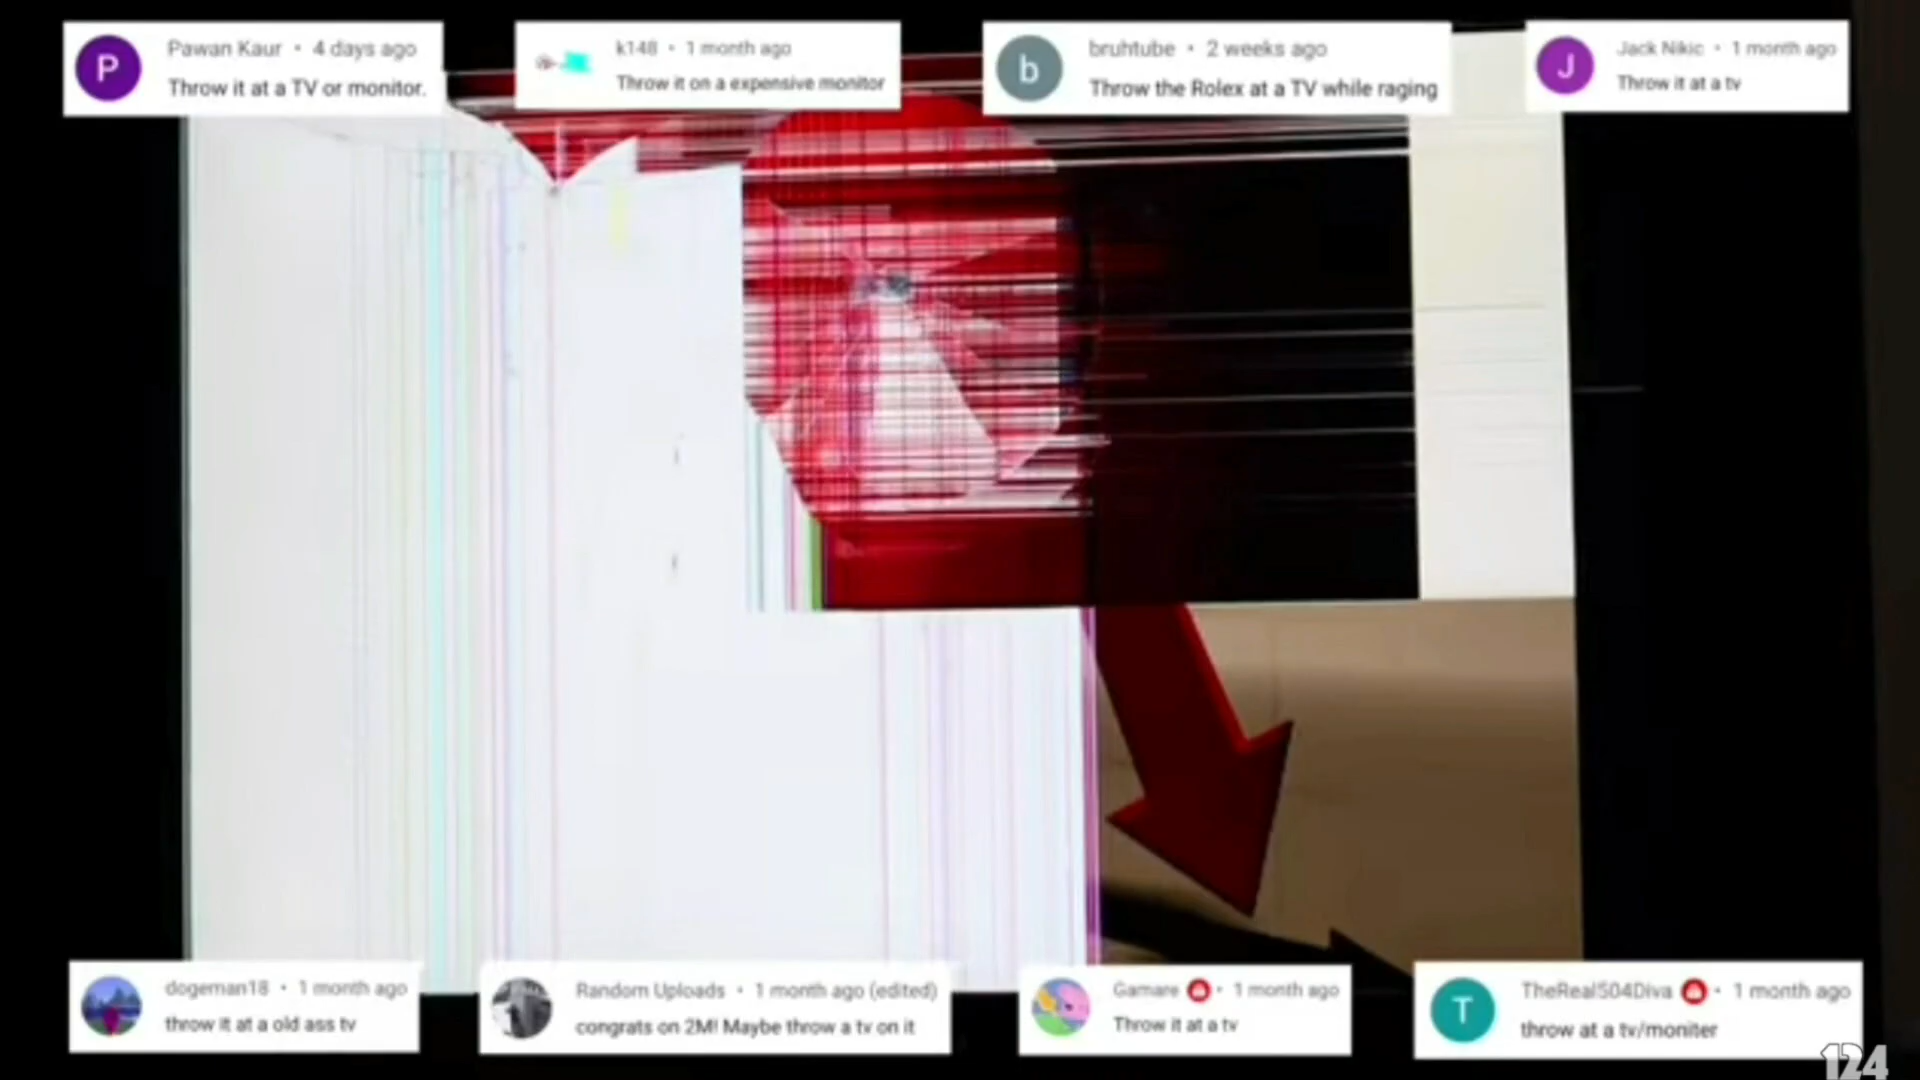 P
Pawan Kaur • 4 days ago
Throw it at a TV or monitor.
k148 • 1 month ago
Throw it on a expensive monitor
b
bruhtube • 2 weeks ago
Throw the Rolex at a TV while raging
J
Jack Nikic • 1 month ago
Throw it at a tv
dogeman18 • 1 month ago
throw it at a old ass tv
Random Uploads • 1 month ago (edited)
congrats on 2M! Maybe throw a tv on it
Gamare • 1 month ago
Throw it at a tv
T
TheReal504Diva • 1 month ago
throw at a tv/moniter
124